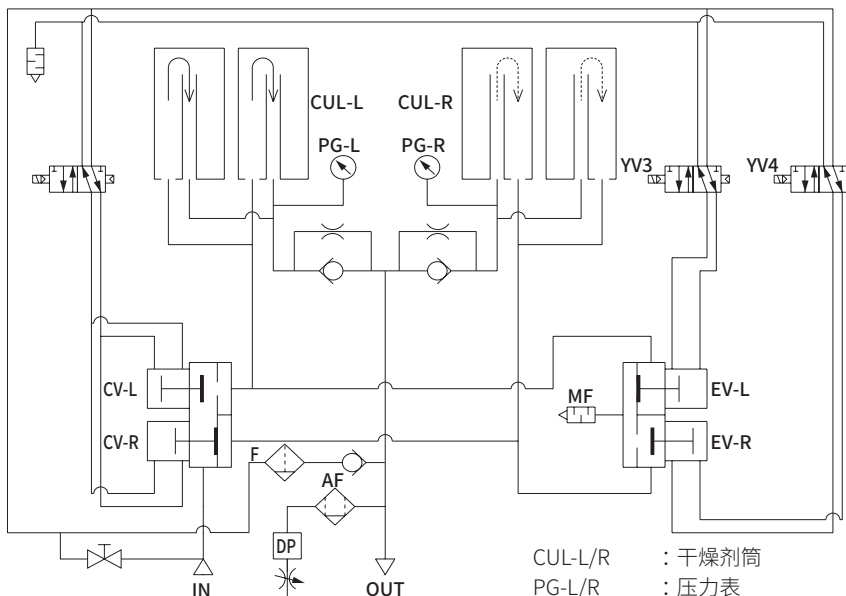 CUL-L
CUL-R
PG-L
PG-R
YV3
YV4
CV-L
CV-R
MF
EV-L
EV-R
F
AF
DP
IN
OUT
CUL-L/R : 干燥剂筒
PG-L/R : 压力表